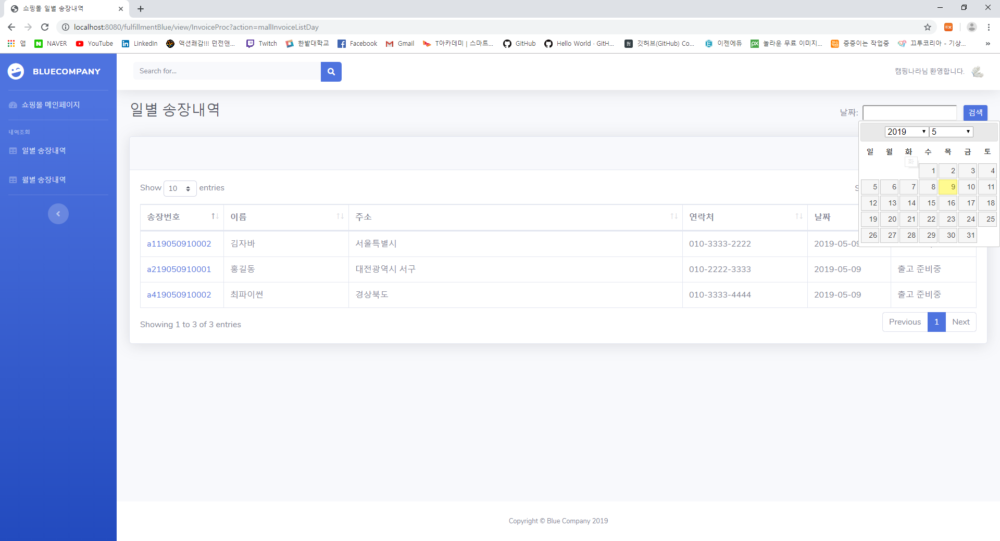 쇼핑몰 일별 송장내역
localhost:8080/fulfillmentBlue/view/InvoiceProc?action=mallInvoiceListDay
앱 NAVER YouTube LinkedIn 액션쾌감!!! 던전앤... Twitch 한밭대학교 Facebook Gmail T아카데미 | 스마트... GitHub Hello World · GitH... 깃허브(GitHub) Co... 이젠에듀 놀라운 무료 이미지... 증증이는 작업중 끄투코리아 - 기상... »
BLUECOMPANY
Search for...
캠핑나라님 환영합니다.
쇼핑몰 메인페이지
내역조회
일별 송장내역
월별 송장내역
일별 송장내역
날짜: 검색
2019 5
일 월 화 수 목 금 토
화
1 2 3 4
5 6 7 8 9 10 11
12 13 14 15 16 17 18
19 20 21 22 23 24 25
26 27 28 29 30 31
Show 10 entries
송장번호 이름 주소 연락처 날짜
a119050910002 김자바 서울특별시 010-3333-2222 2019-05-09
a219050910001 홍길동 대전광역시 서구 010-2222-3333 2019-05-09 출고 준비중
a419050910002 최파이썬 경상북도 010-3333-4444 2019-05-09 출고 준비중
Showing 1 to 3 of 3 entries
Previous 1 Next
Copyright © Blue Company 2019